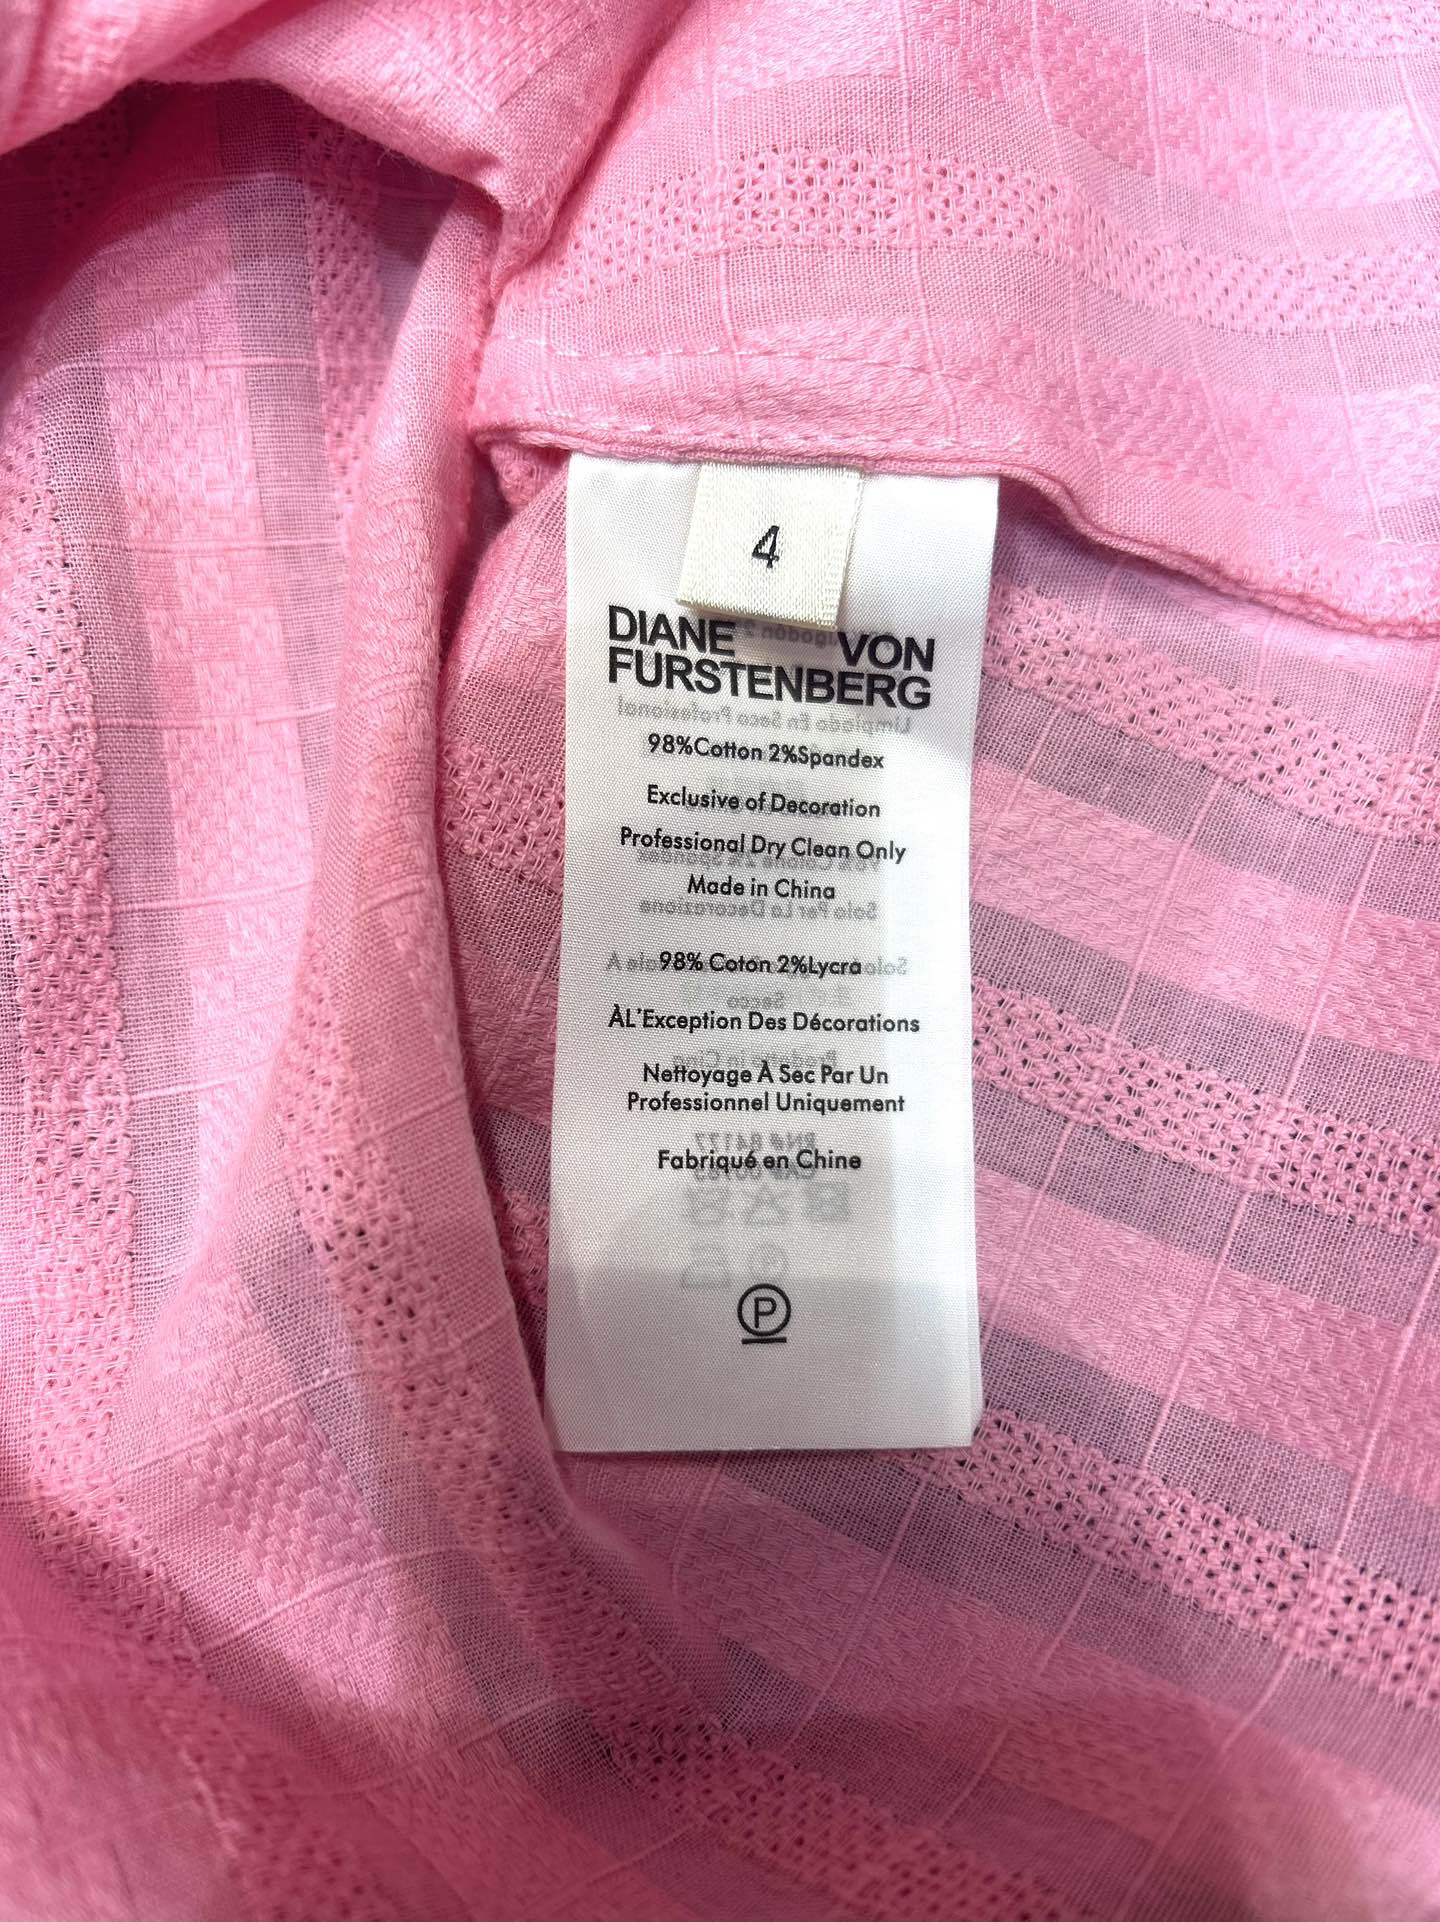 4
DIANE VON
FURSTENBERG
98%Cotton 2%Spandex
Exclusive of Decoration
Professional Dry Clean Only
Made in China
98% Coton 2%Lycra
ÀL'Exception Des Décorations
Nettoyage À Sec Par Un
Professionnel Uniquement
Fabriqué en Chine
P